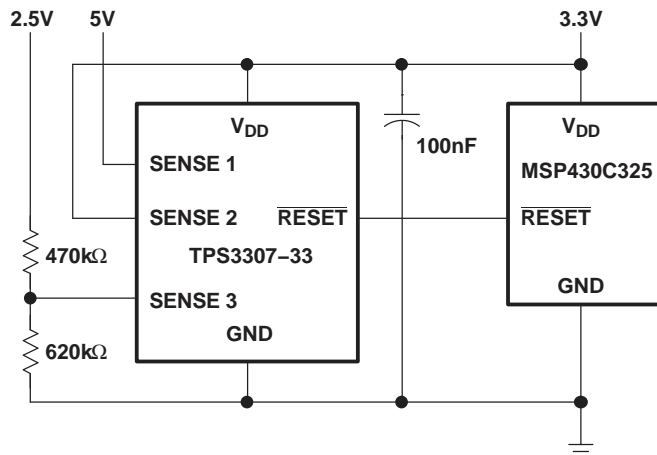 2.5V 5V 3.3V
VDD
VDD
100nF
SENSE 1
MSP430C325
SENSE 2
RESET
RESET
TPS3307–33
470kΩ
SENSE 3
GND
GND
620kΩ